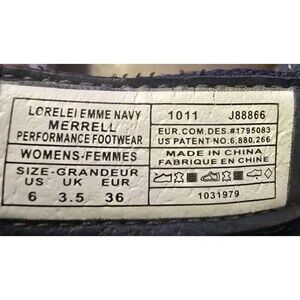 LORELEI EMME NAVY
MERRELL
PERFORMANCE FOOTWEAR
WOMENS-FEMMES
SIZE-GRANDEUR
US UK EUR
6 3.5 36
1011 J88866
EUR.COM.DES.#1795083
US PATENT NO. 6,880,266
MADE IN CHINA
FABRIQUE EN CHINE
1031979